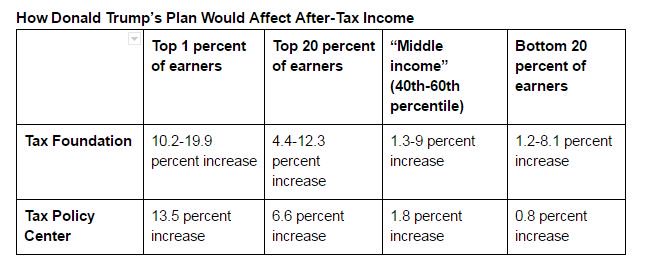 How Donald Trump’s Plan Would Affect After-Tax Income
Top 1 percent
of earners
Top 20 percent
of earners
“Middle
income”
(40th-60th
percentile)
Bottom 20
percent of
earners
Tax Foundation
10.2-19.9
percent increase
4.4-12.3
percent
increase
1.3-9 percent
increase
1.2-8.1 percent
increase
Tax Policy
Center
13.5 percent
increase
6.6 percent
increase
1.8 percent
increase
0.8 percent
increase